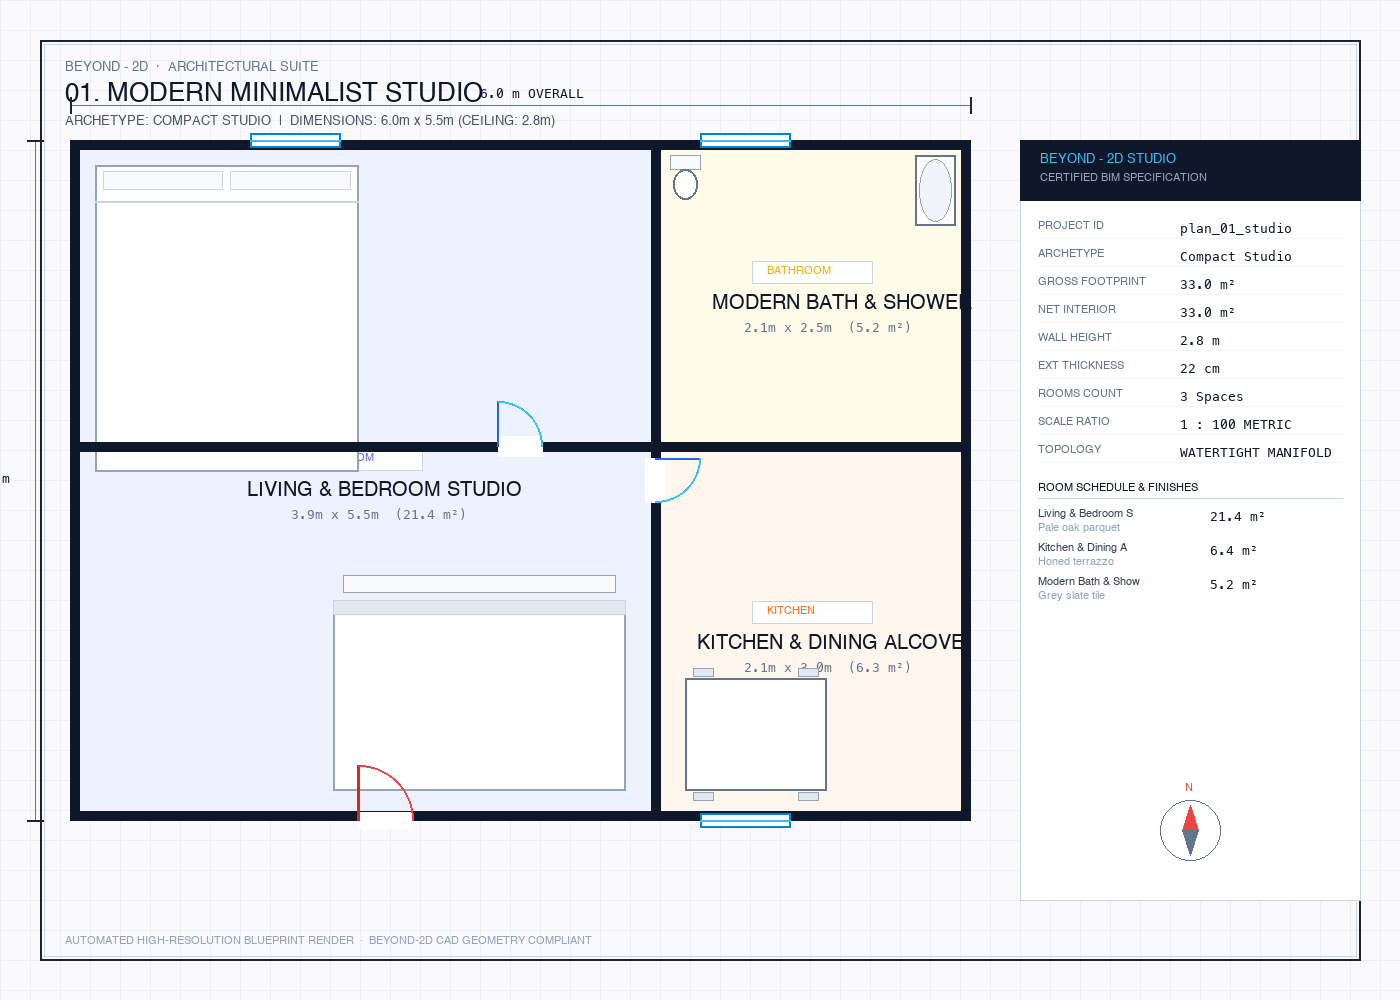 BEYOND - 2D · ARCHITECTURAL SUITE
01. MODERN MINIMALIST STUDIO
6.0 m OVERALL
ARCHETYPE: COMPACT STUDIO | DIMENSIONS: 6.0m x 5.5m (CEILING: 2.8m)
BATHROOM
MODERN BATH & SHOWER
2.1m x 2.5m (5.2 m²)
OM
LIVING & BEDROOM STUDIO
3.9m x 5.5m (21.4 m²)
m
KITCHEN
KITCHEN & DINING ALCOVE
2.1m x 3.0m (6.3 m²)
BEYOND - 2D STUDIO
CERTIFIED BIM SPECIFICATION
PROJECT ID plan_01_studio
ARCHETYPE Compact Studio
GROSS FOOTPRINT 33.0 m²
NET INTERIOR 33.0 m²
WALL HEIGHT 2.8 m
EXT THICKNESS 22 cm
ROOMS COUNT 3 Spaces
SCALE RATIO 1 : 100 METRIC
TOPOLOGY WATERTIGHT MANIFOLD
ROOM SCHEDULE & FINISHES
Living & Bedroom S 21.4 m²
Pale oak parquet
Kitchen & Dining A 6.4 m²
Honed terrazzo
Modern Bath & Show 5.2 m²
Grey slate tile
N
AUTOMATED HIGH-RESOLUTION BLUEPRINT RENDER · BEYOND-2D CAD GEOMETRY COMPLIANT